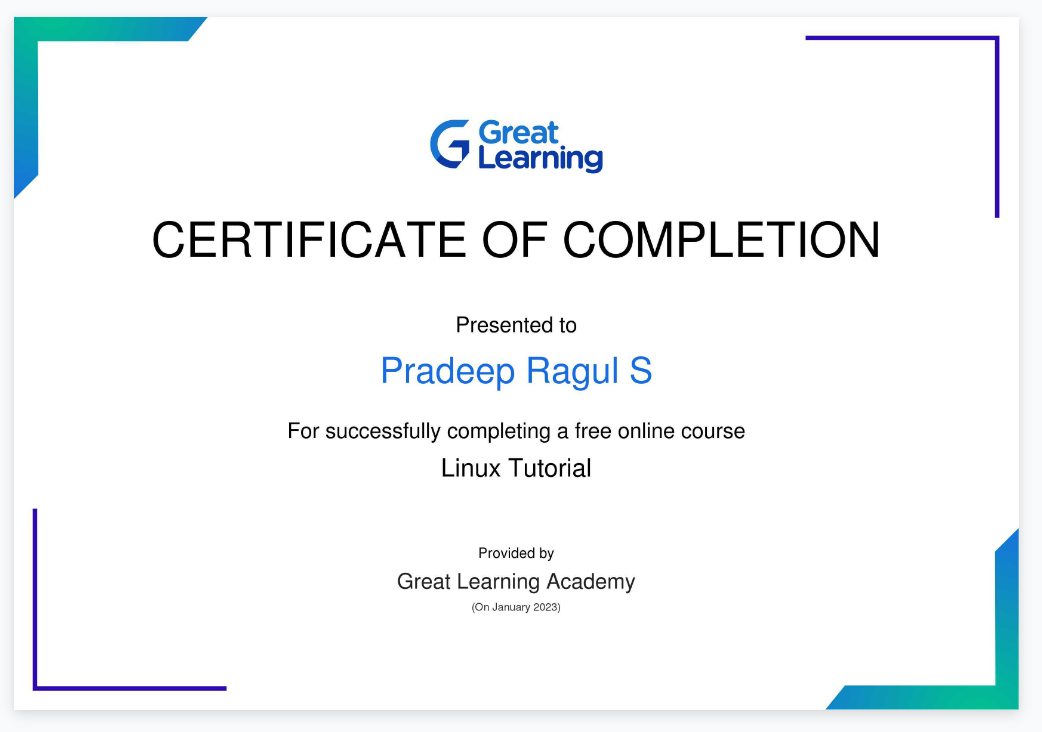 Great
Learning
CERTIFICATE OF COMPLETION
Presented to
Pradeep Ragul S
For successfully completing a free online course
Linux Tutorial
Provided by
Great Learning Academy
(On January 2023)